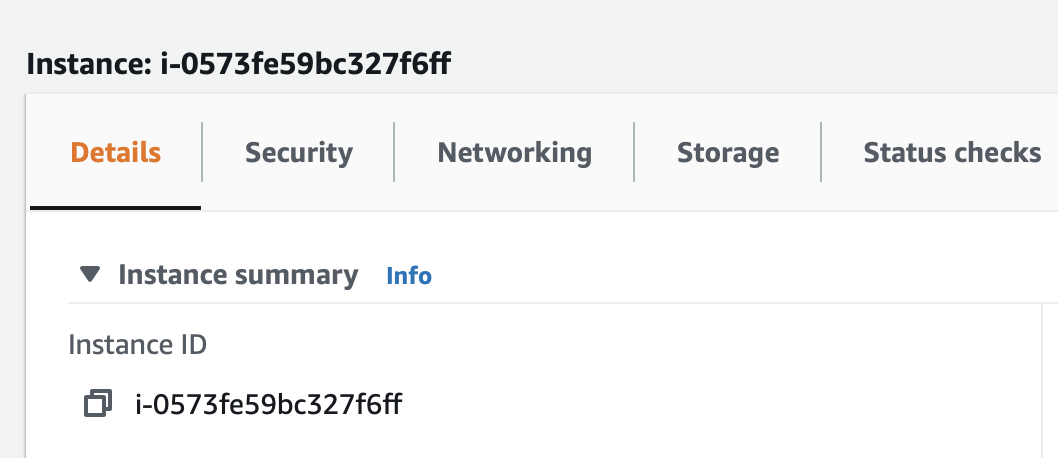 Instance: i-0573fe59bc327f6ff
Details Security Networking Storage Status checks
Instance summary Info
Instance ID
i-0573fe59bc327f6ff